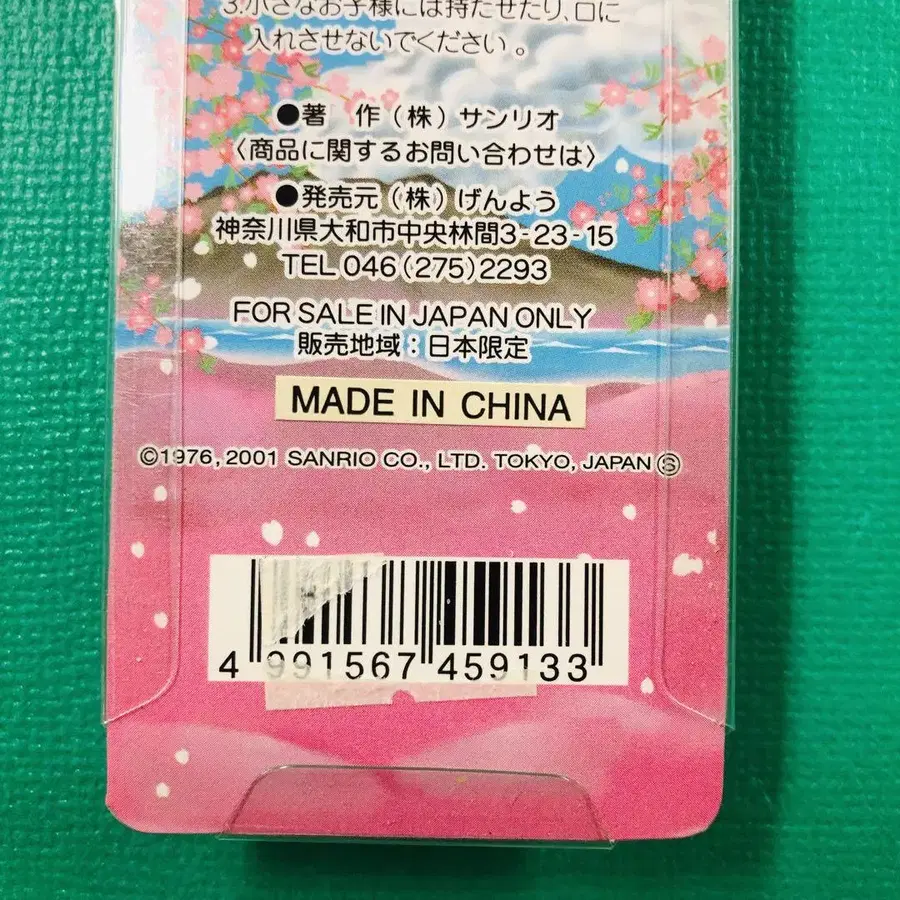 3.小さなお子様には持たせたり、口に
入れさせないでください。
●著 作(株)サンリオ
〈商品に関するお問い合わせは〉
●発売元(株)げんよう
神奈川県大和市中央林間3-23-15
TEL 046(275)2293
FOR SALE IN JAPAN ONLY
販売地域:日本限定
MADE IN CHINA
©1976, 2001 SANRIO CO., LTD. TOKYO, JAPAN Ⓢ
4 991567 459133